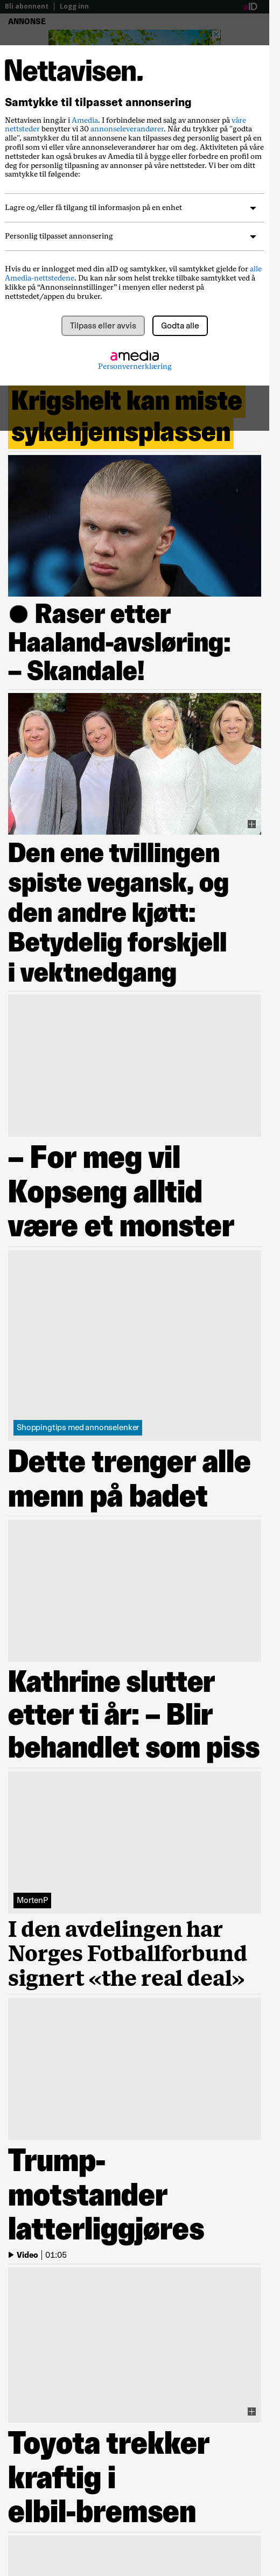 Bli abonnent | Logg inn
aID
ANNONSE
Nettavisen.
Samtykke til tilpasset annonsering
Nettavisen inngår i Amedia. I forbindelse med salg av annonser på våre
nettsteder benytter vi 30 annonseleverandører. Når du trykker på "godta
alle", samtykker du til at annonsene kan tilpasses deg personlig basert på en
profil som vi eller våre annonseleverandører har om deg. Aktiviteten på våre
nettsteder kan også brukes av Amedia til å bygge eller forbedre en profil om
deg for personlig tilpasning av annonser på våre nettsteder. Vi ber om ditt
samtykke til følgende:
Lagre og/eller få tilgang til informasjon på en enhet
Personlig tilpasset annonsering
Hvis du er innlogget med din aID og samtykker, vil samtykket gjelde for alle
Amedia-nettstedene. Du kan når som helst trekke tilbake samtykket ved å
klikke på "Annonseinnstillinger" i menyen eller nederst på
nettstedet/appen du bruker.
Tilpass eller avvis
Godta alle
amedia
Personvernerklæring
Krigshelt kan miste
sykehjemsplassen
Raser etter
Haaland-avsløring:
– Skandale!
Den ene tvillingen
spiste vegansk, og
den andre kjøtt:
Betydelig forskjell
i vektnedgang
– For meg vil
Kopseng alltid
være et monster
Shoppingtips med annonselenker
Dette trenger alle
menn på badet
Kathrine slutter
etter ti år: – Blir
behandlet som piss
MortenP
I den avdelingen har
Norges Fotballforbund
signert «the real deal»
Trump-
motstander
latterliggjøres
Video | 01:05
Toyota trekker
kraftig i
elbil-bremsen